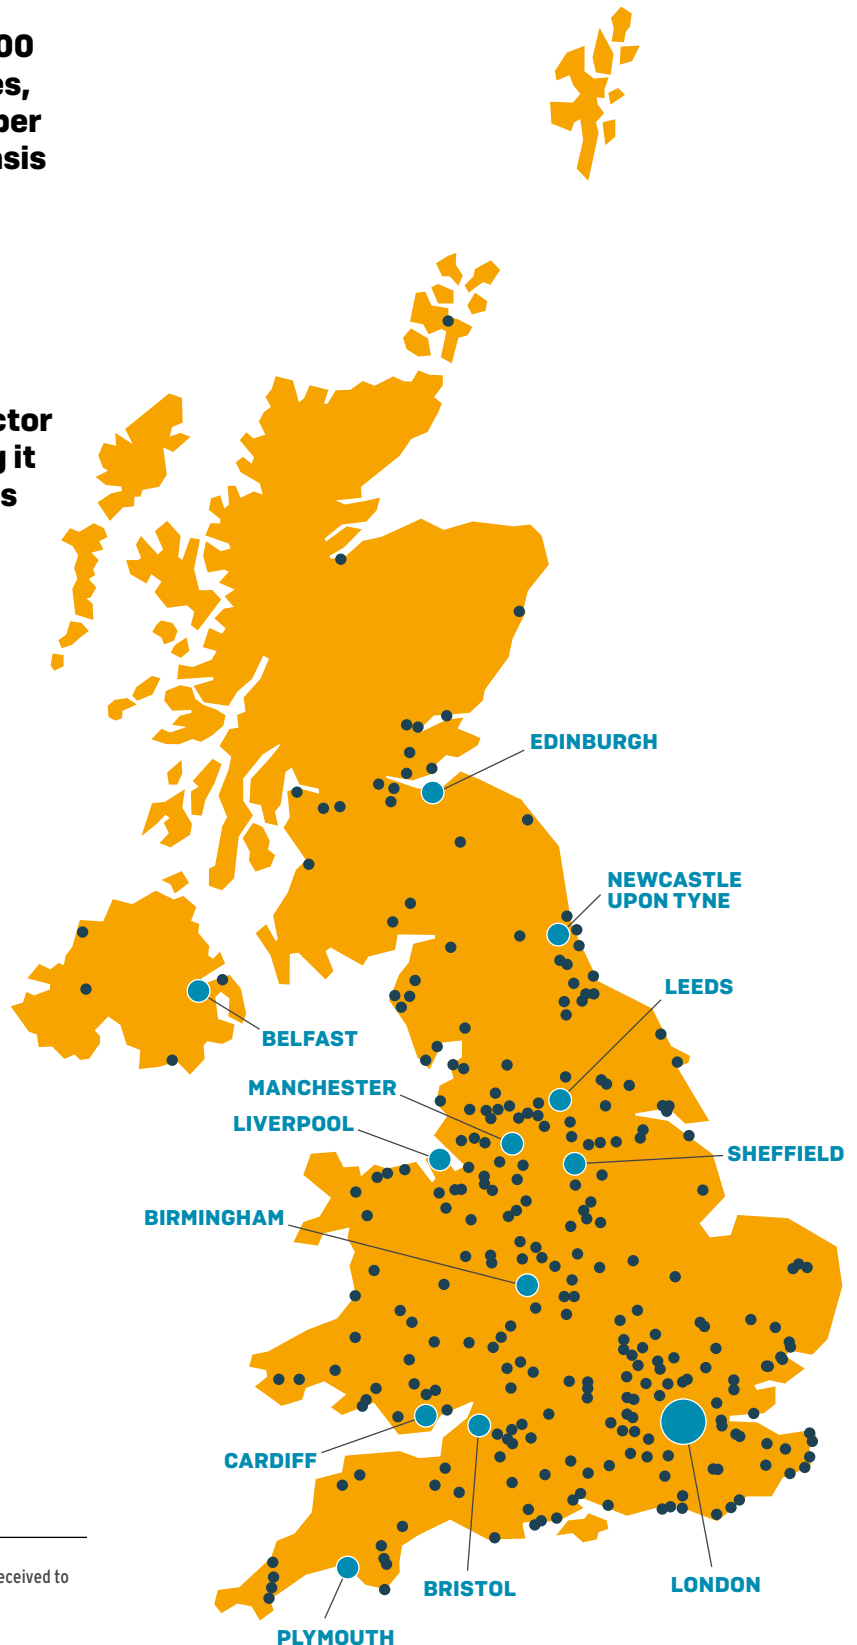 00
es,
per
asis
ctor
g it
s
EDINBURGH
NEWCASTLE
UPON TYNE
LEEDS
BELFAST
MANCHESTER
LIVERPOOL
SHEFFIELD
BIRMINGHAM
CARDIFF
eceived to
BRISTOL
LONDON
PLYMOUTH